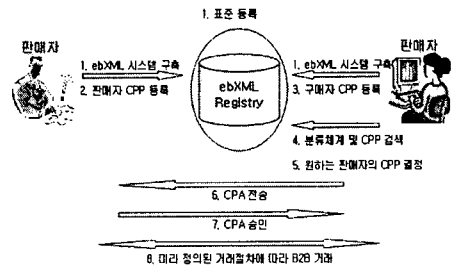 1. 표준 등록
판매자
판매자
1. ebXML 시스템 구축
1. ebXML 시스템 구축
2. 판매자 CPP 등록
3. 구매자 CPP 등록
ebXML
Registry
4. 분류체계 및 CPP 검색
5. 원하는 판매자의 CPP 결정
6. CPA 전송
7. CPA 승인
8. 미리 정의된 거래절차에 따라 B2B 거래